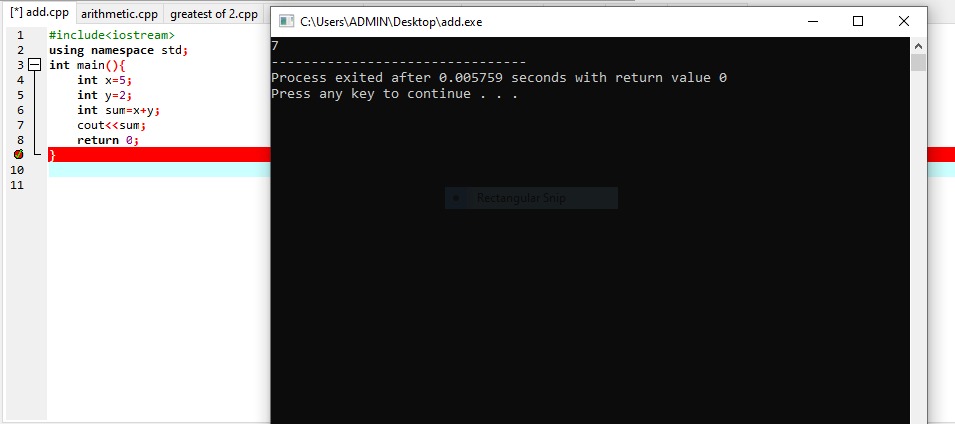 [*] add.cpp arithmetic.cpp greatest of 2.cpp
C:\Users\ADMIN\Desktop\add.exe
1 #include<iostream>
2 using namespace std;
3 int main(){
4 int x=5;
5 int y=2;
6 int sum=x+y;
7 cout<<sum;
8 return 0;
}
10
11
7
--------------------------------
Process exited after 0.005759 seconds with return value 0
Press any key to continue . . .
Rectangular Snip